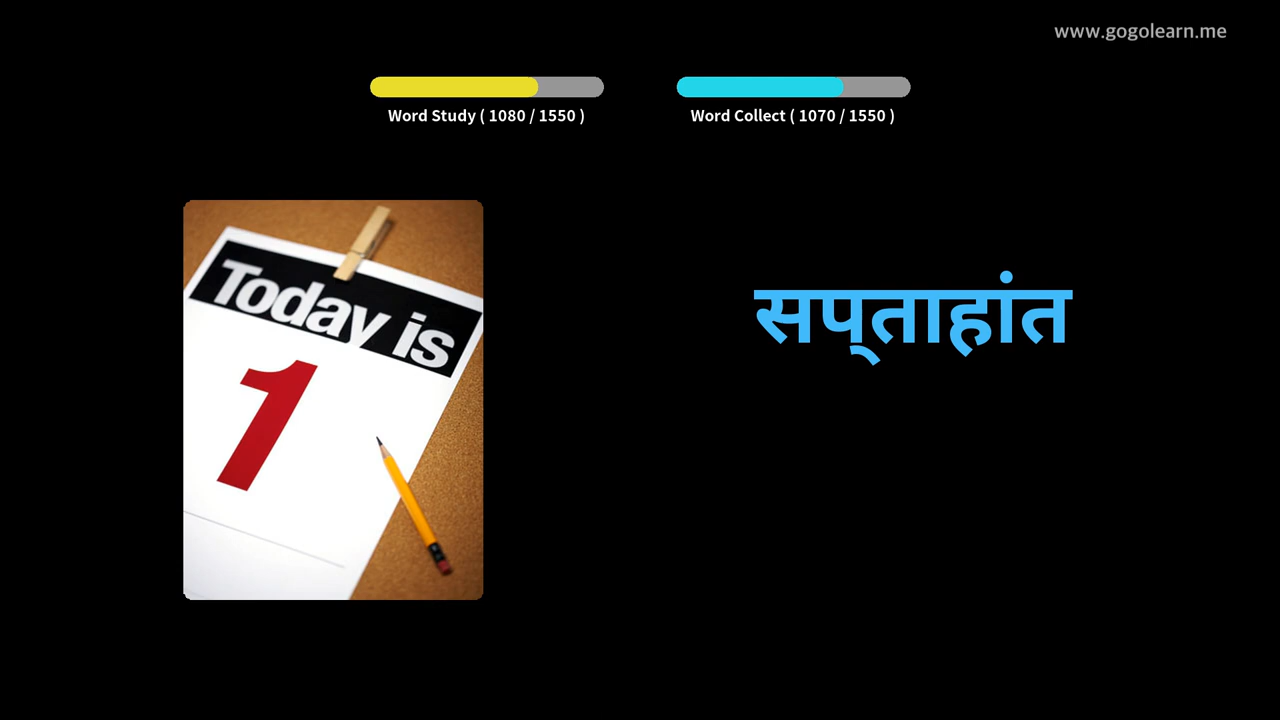 www.gogolearn.me
Word Study ( 1080 / 1550 )
Word Collect ( 1070 / 1550 )
Today is
1
सप्ताहांत